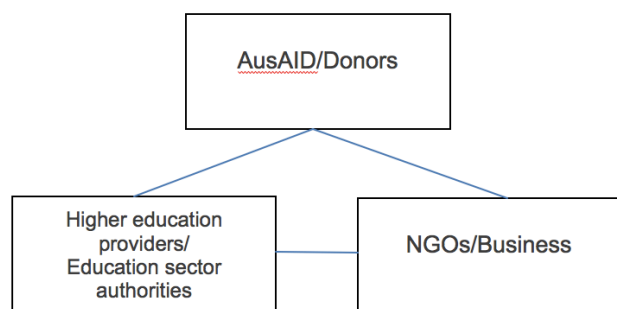 AusAID/Donors
Higher education
providers/
Education sector
authorities
NGOs/Business